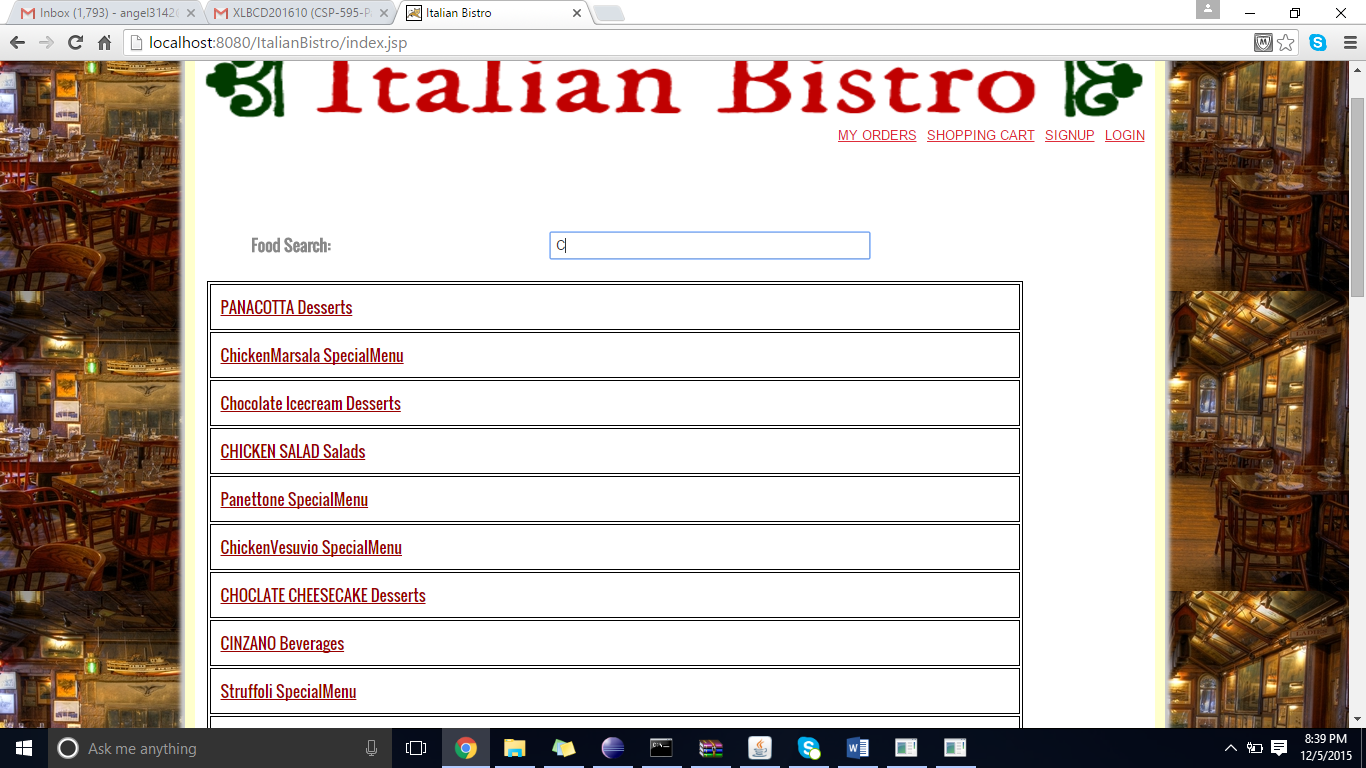 Inbox (1,793) - angel3142
XLBCD201610 (CSP-595-P
Italian Bistro
localhost:8080/ItalianBistro/index.jsp
Italian Bistro
MY ORDERS SHOPPING CART SIGNUP LOGIN
Food Search:
C
PANACOTTA Desserts
ChickenMarsala SpecialMenu
Chocolate Icecream Desserts
CHICKEN SALAD Salads
Panettone SpecialMenu
ChickenVesuvio SpecialMenu
CHOCLATE CHEESECAKE Desserts
CINZANO Beverages
Struffoli SpecialMenu
Ask me anything
8:39 PM
12/5/2015